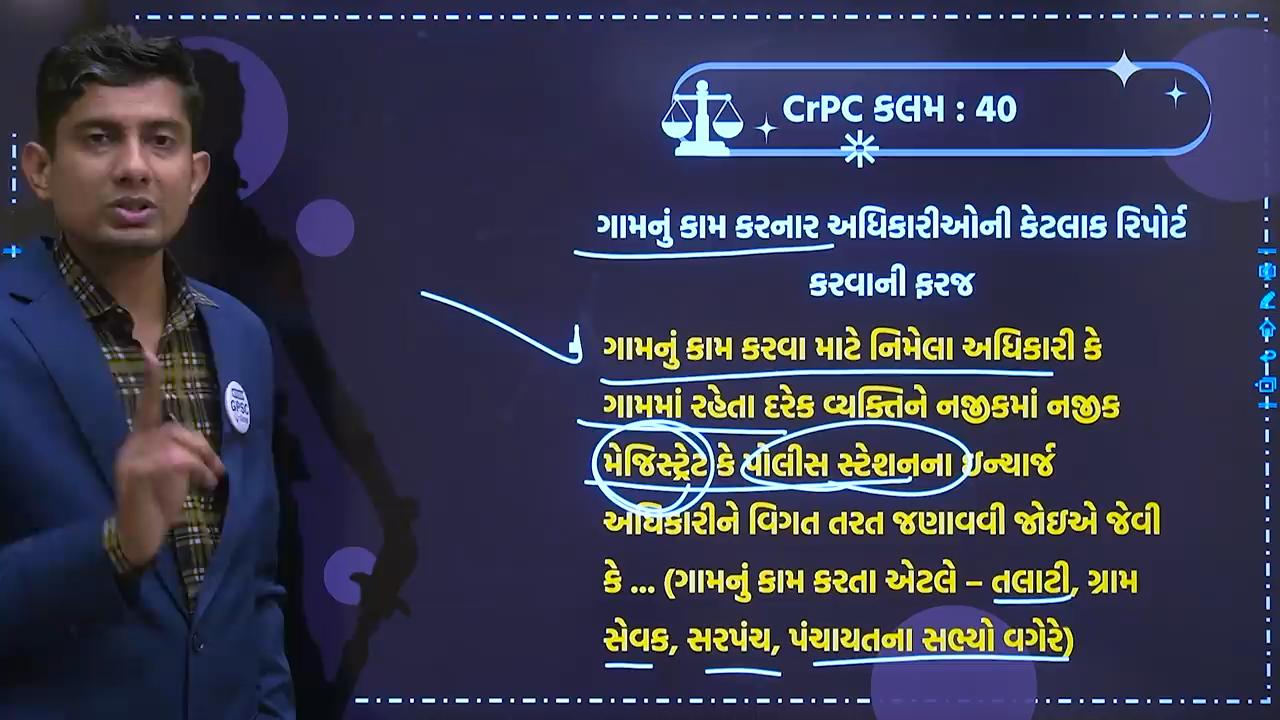 CrPC કલમ : 40
ગામનું કામ કરનાર અધિકારીઓની કેટલાક રિપોર્ટ
કરવાની ફરજ
ગામનું કામ કરવા માટે નિમેલા અધિકારી કે
ગામમાં રહેતા દરેક વ્યક્તિને નજીકમાં નજીક
મેજિસ્ટ્રેટ કે પોલીસ સ્ટેશનના ઇન્ચાર્જ
અધિકારીને વિગત તરત જણાવવી જોઇએ જેવી
કે ... (ગામનું કામ કરતા એટલે – તલાટી, ગ્રામ
સેવક, સરપંચ, પંચાયતના સભ્યો વગેરે)
GPSC